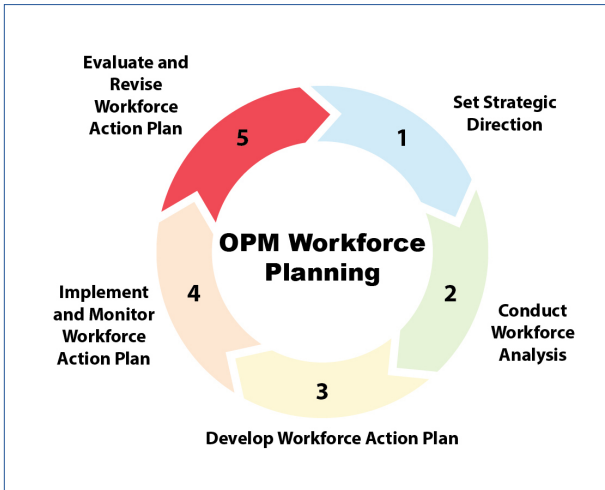 OPM Workforce
Planning
1
Set Strategic
Direction
2
Conduct
Workforce
Analysis
3
Develop Workforce Action Plan
4
Implement
and Monitor
Workforce
Action Plan
5
Evaluate and
Revise
Workforce
Action Plan